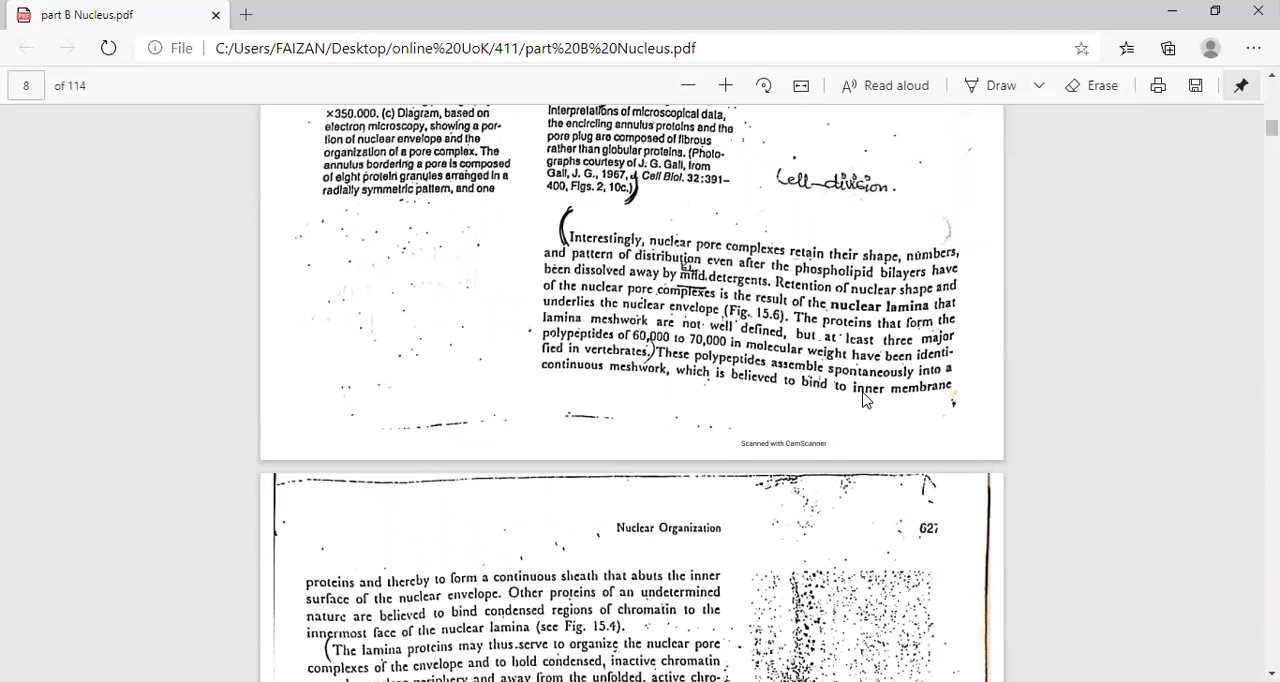 part B Nucleus.pdf
File
C:/Users/FAIZAN/Desktop/online%20UoK/411/part%20B%20Nucleus.pdf
8 of 114
Read aloud
Draw
Erase
×350.000. (c) Diagram, based on
electron microscopy, showing a por-
tion of nuclear envelope and the
organization of a pore complex. The
annulus bordering a pore is composed
of eight protein granules arranged in a
radially symmetric pattern, and one
Interpretations of microscopical data,
the encircling annulus proteins and the
pore plug are composed of fibrous
rather than globular proteins. (Photo-
graphs courtesy of J. G. Gall, from
Gall, J. G., 1967, J. Cell Biol. 32:391–
400, Figs. 2, 10c.)
Cell-division.
(Interestingly, nuclear pore complexes retain their shape, numbers,
and pattern of distribution even after the phospholipid bilayers have
been dissolved away by mild detergents. Retention of nuclear shape and
of the nuclear pore complexes is the result of the nuclear lamina that
underlies the nuclear envelope (Fig. 15.6). The proteins that form the
lamina meshwork are not well defined, but at least three major
polypeptides of 60,000 to 70,000 in molecular weight have been identi-
fied in vertebrates.) These polypeptides assemble spontaneously into a
continuous meshwork, which is believed to bind to inner membrane
Scanned with CamScanner
Nuclear Organization
627
proteins and thereby to form a continuous sheath that abuts the inner
surface of the nuclear envelope. Other proteins of an undetermined
nature are believed to bind condensed regions of chromatin to the
innermost face of the nuclear lamina (see Fig. 15.4).
(The lamina proteins may thus serve to organize the nuclear pore
complexes of the envelope and to hold condensed, inactive chromatin
nuclear periphery and away from the unfolded, active chro-